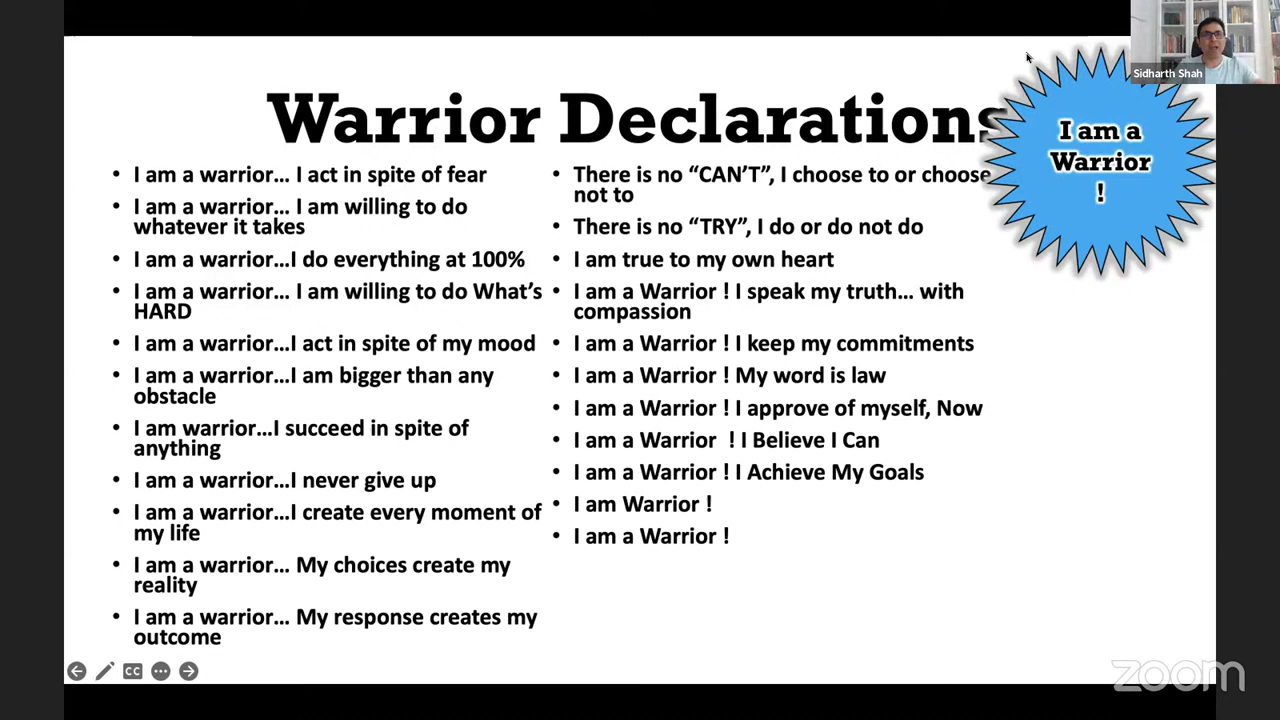 Sidharth Shah
Warrior Declarations
I am a
Warrior
!
• I am a warrior... I act in spite of fear
• I am a warrior... I am willing to do
whatever it takes
• I am a warrior...I do everything at 100%
• I am a warrior... I am willing to do What's
HARD
• I am a warrior...I act in spite of my mood
• I am a warrior...I am bigger than any
obstacle
• I am warrior...I succeed in spite of
anything
• I am a warrior...I never give up
• I am a warrior...I create every moment of
my life
• I am a warrior... My choices create my
reality
• I am a warrior... My response creates my
outcome
• There is no “CAN’T”, I choose to or choose
not to
• There is no “TRY”, I do or do not do
• I am true to my own heart
• I am a Warrior ! I speak my truth... with
compassion
• I am a Warrior ! I keep my commitments
• I am a Warrior ! My word is law
• I am a Warrior ! I approve of myself, Now
• I am a Warrior  ! I Believe I Can
• I am a Warrior ! I Achieve My Goals
• I am Warrior !
• I am a Warrior !
CC
zoom